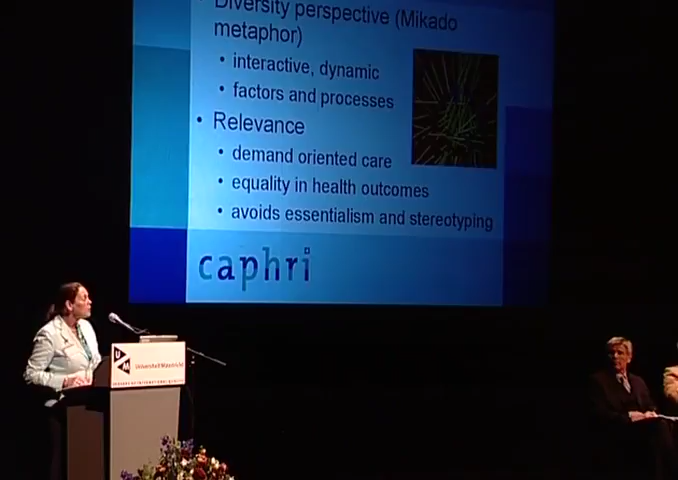 Diversity perspective (Mikado
metaphor)
• interactive, dynamic
• factors and processes
• Relevance
• demand oriented care
• equality in health outcomes
• avoids essentialism and stereotyping
caphri
U
M
Universiteit Maastricht